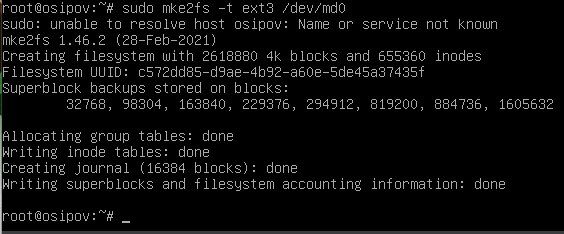 root@osipov:~# sudo mke2fs -t ext3 /dev/md0
sudo: unable to resolve host osipov: Name or service not known
mke2fs 1.46.2 (28-Feb-2021)
Creating filesystem with 2618880 4k blocks and 655360 inodes
Filesystem UUID: c572dd85-d9ae-4b92-a60e-5de45a37435f
Superblock backups stored on blocks:
        32768, 98304, 163840, 229376, 294912, 819200, 884736, 1605632

Allocating group tables: done
Writing inode tables: done
Creating journal (16384 blocks): done
Writing superblocks and filesystem accounting information: done

root@osipov:~# _